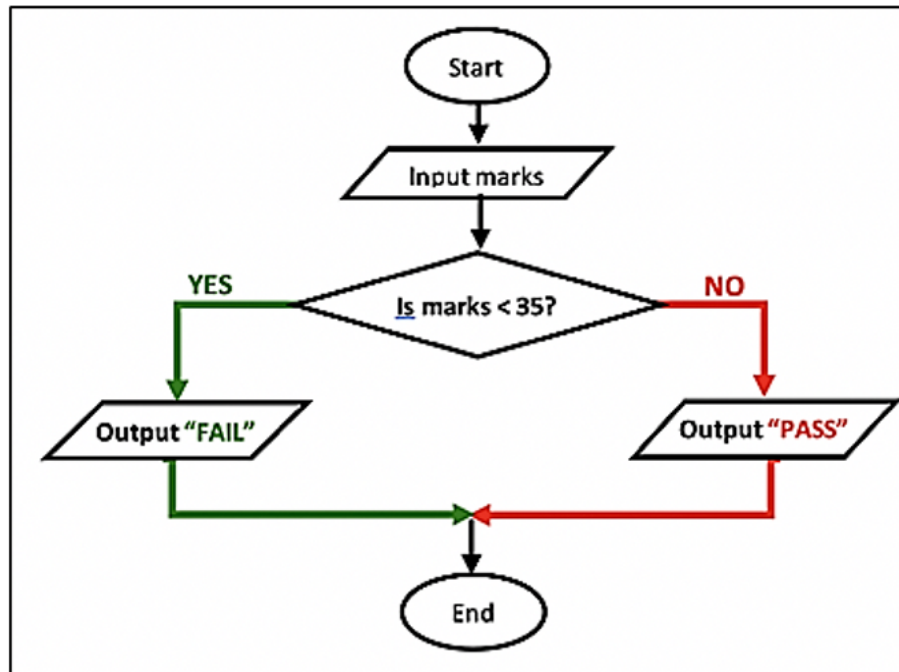 Start
Input marks
YES
Is marks < 35?
NO
Output “FAIL”
Output “PASS”
End